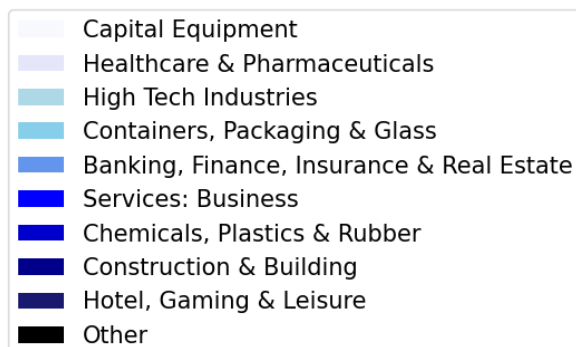 Capital Equipment
Healthcare & Pharmaceuticals
High Tech Industries
Containers, Packaging & Glass
Banking, Finance, Insurance & Real Estate
Services: Business
Chemicals, Plastics & Rubber
Construction & Building
Hotel, Gaming & Leisure
Other